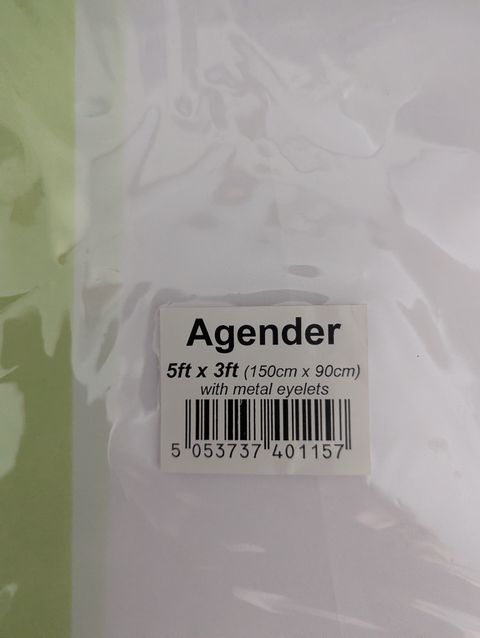 Agender
5ft x 3ft (150cm x 90cm)
with metal eyelets
5 053737 401157